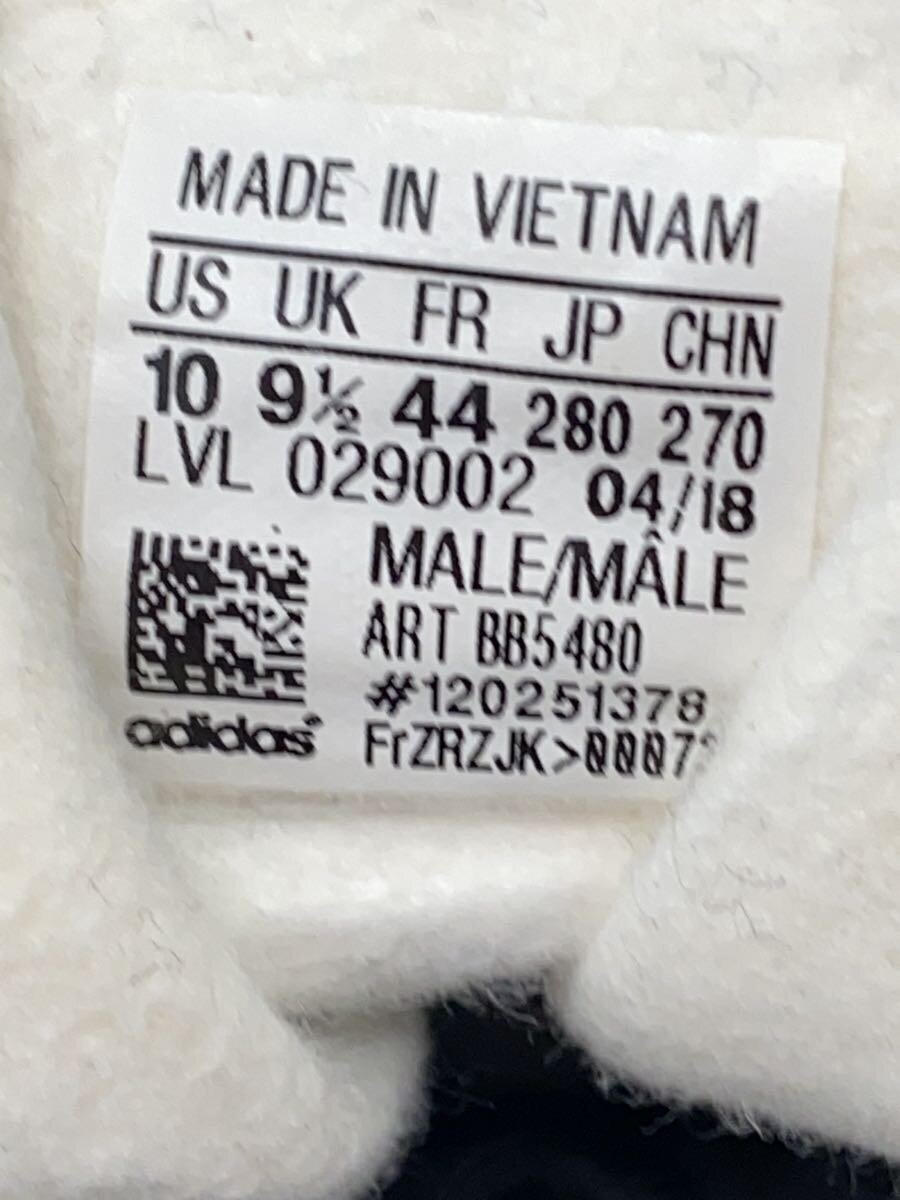 MADE IN VIETNAM
US UK FR JP CHN
10 9½ 44 280 270
LVL 029002 04/18
MALE/MÂLE
ART BB5480
#120251378
adidas